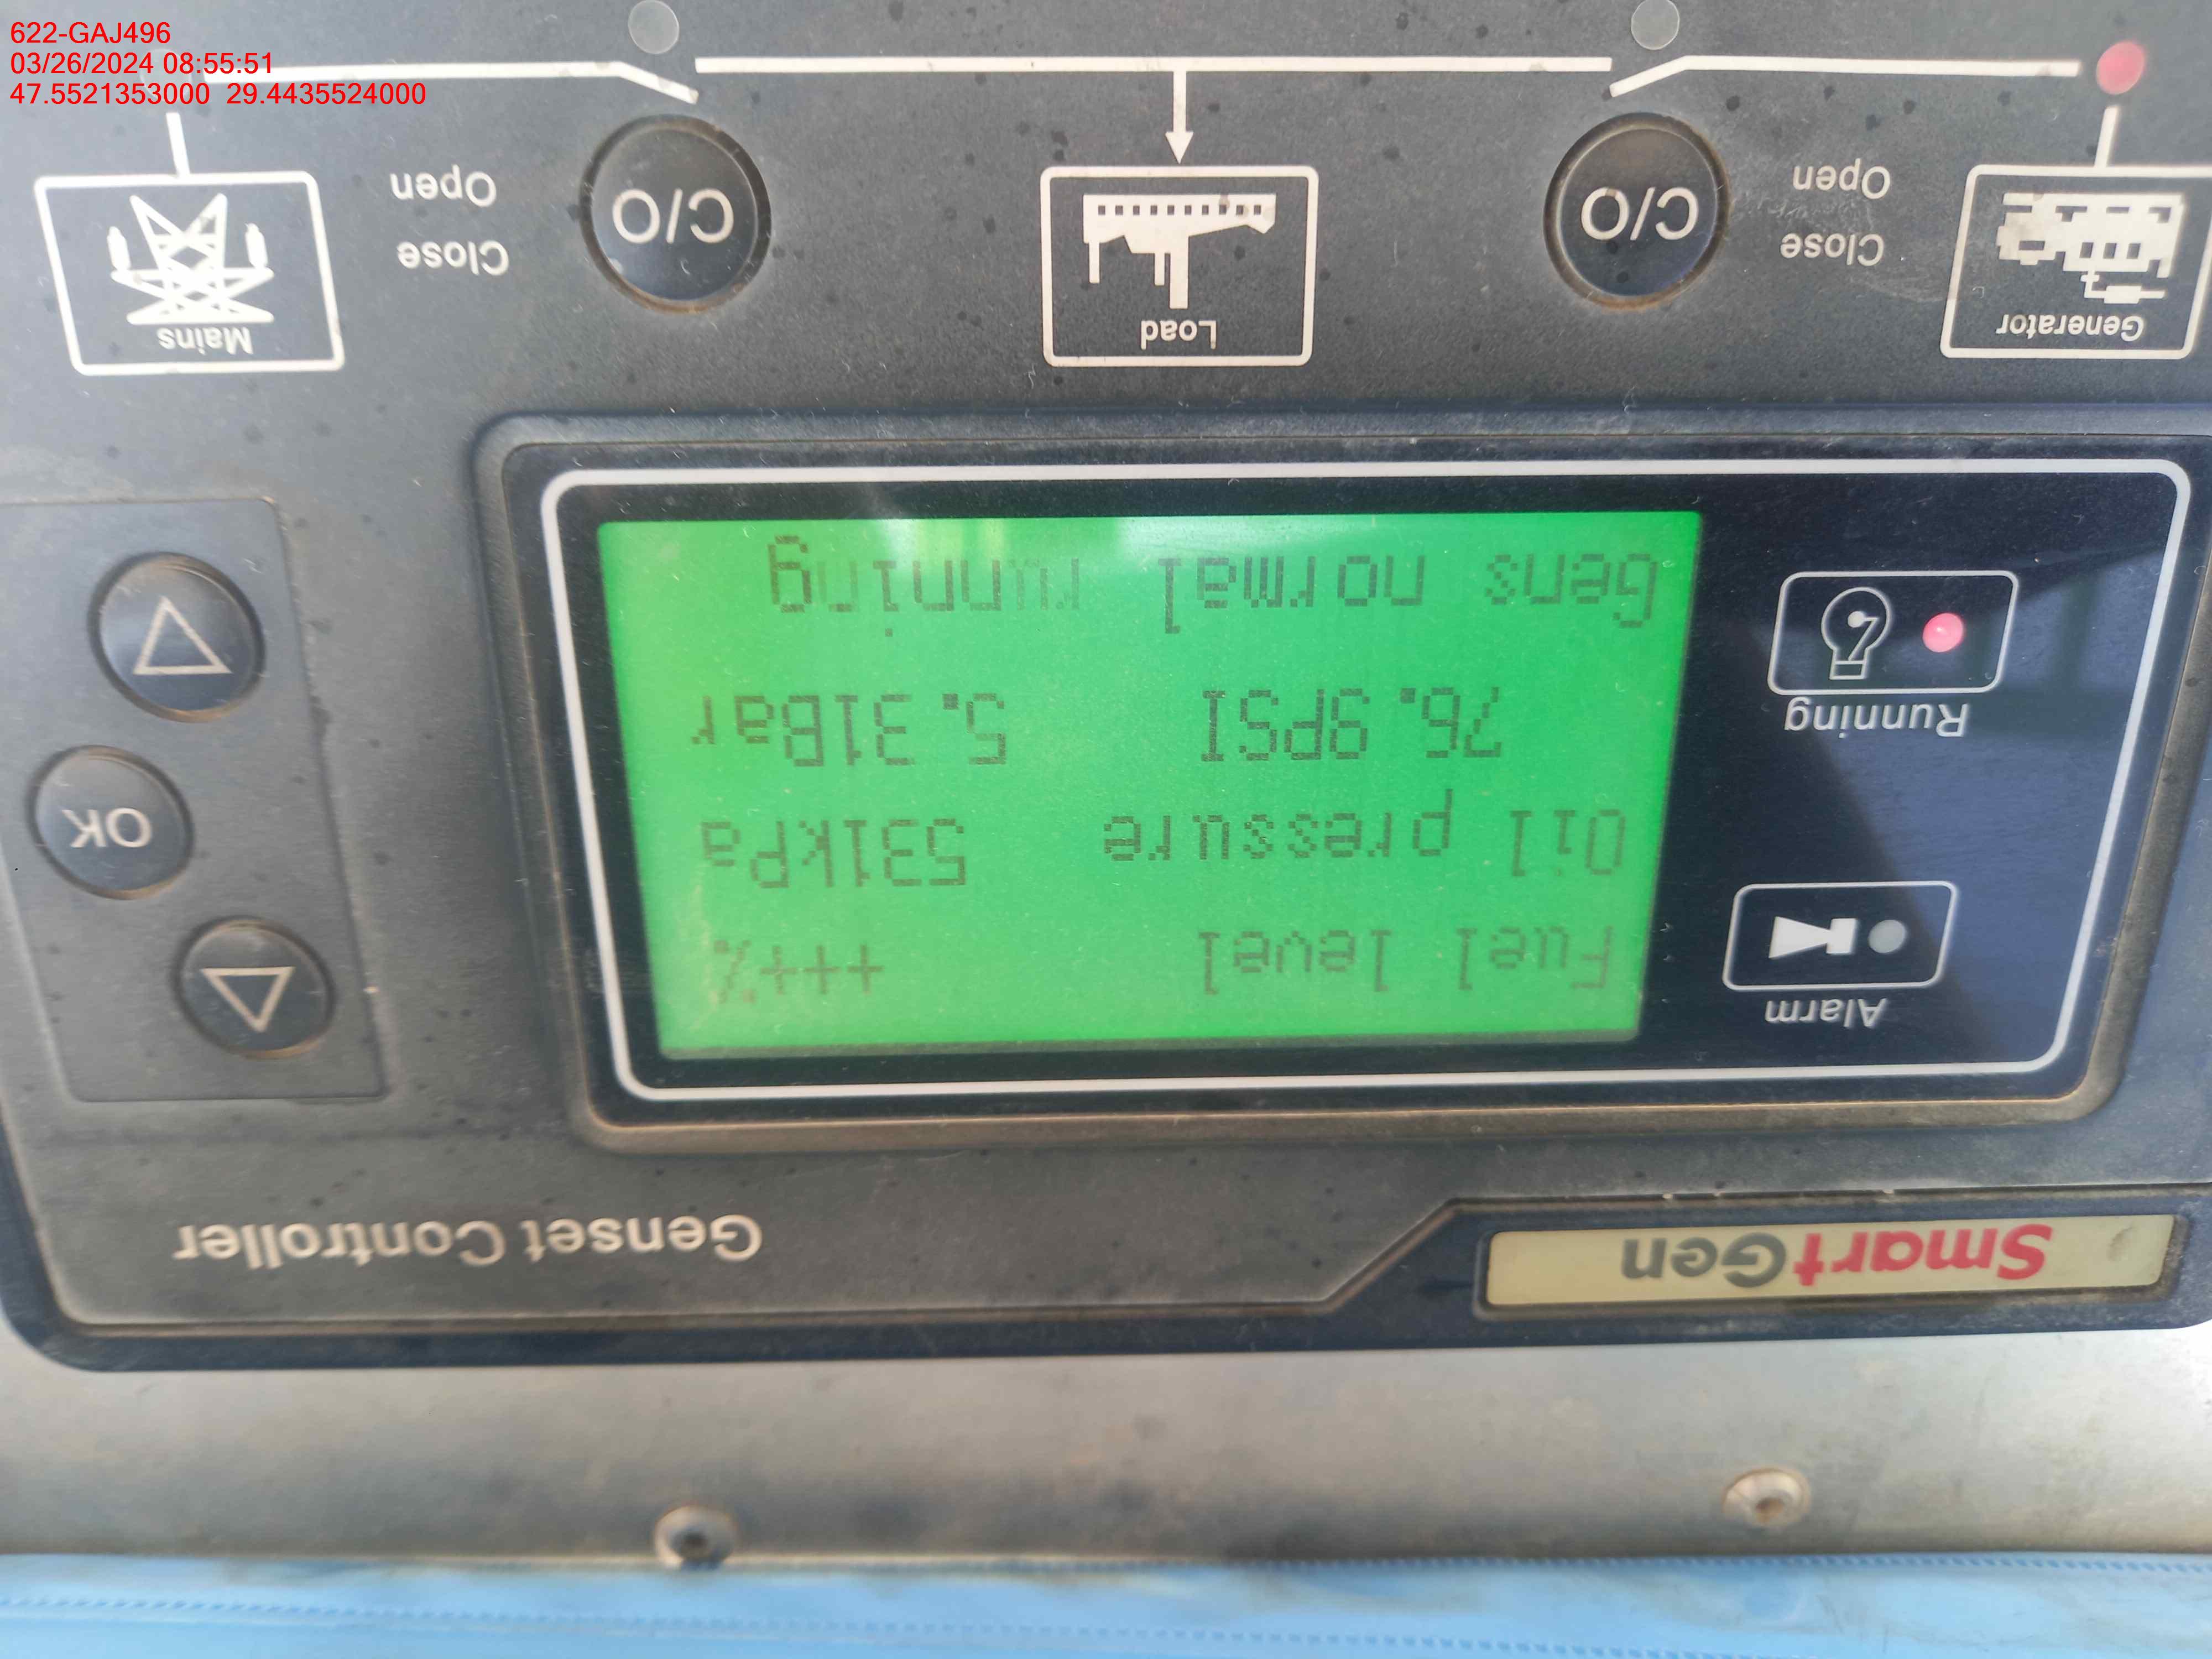 622-GAJ496
03/26/2024 08:55:51
47.5521353000 29.4435524000
SmartGen
Genset Controller
Alarm
Fuel level +++%
Oil pressure 531kPa
76.9PSI 5.31Bar
Gens normal running
Running
OK
Generator
Close
Open
C/O
Load
C/O
Close
Open
Mains